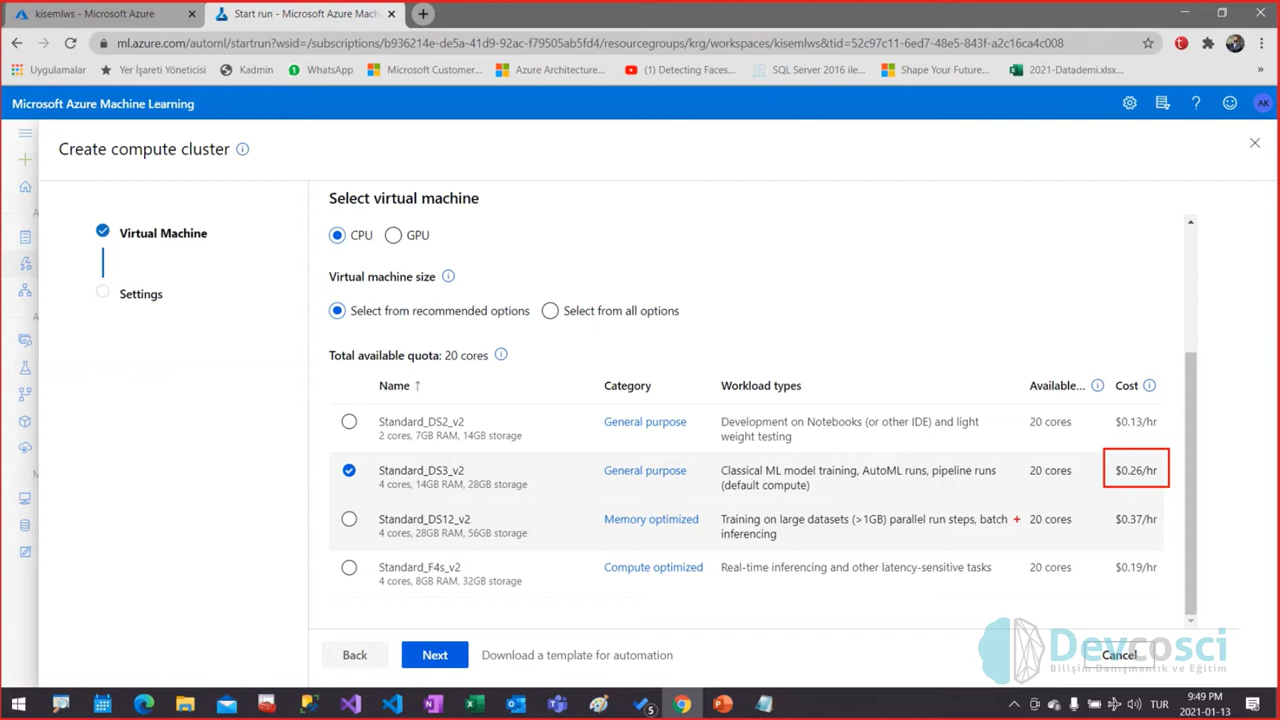 kisemlws - Microsoft Azure
Start run - Microsoft Azure Mach
ml.azure.com/automl/startrun?wsid=/subscriptions/b936214e-de5a-41d9-92ac-f79505ab5fd4/resourcegroups/krg/workspaces/kisemlws&tid=52c97c11-6ed7-48e5-843f-a2c16ca4c008
Uygulamalar
Yer İşareti Yöneticisi
Kadmin
WhatsApp
Microsoft Customer...
Azure Architecture...
(1) Detecting Faces...
SQL Server 2016 ile...
Shape Your Future...
2021-Datademi.xlsx...
»
Microsoft Azure Machine Learning
AK
Create compute cluster
Virtual Machine
Settings
Select virtual machine
CPU GPU
Virtual machine size
Select from recommended options Select from all options
Total available quota: 20 cores
Name ↑ Category Workload types Available... Cost
Standard_DS2_v2 General purpose Development on Notebooks (or other IDE) and light 20 cores $0.13/hr
2 cores, 7GB RAM, 14GB storage weight testing
Standard_DS3_v2 General purpose Classical ML model training, AutoML runs, pipeline runs 20 cores $0.26/hr
4 cores, 14GB RAM, 28GB storage (default compute)
Standard_DS12_v2 Memory optimized Training on large datasets (>1GB) parallel run steps, batch 20 cores $0.37/hr
4 cores, 28GB RAM, 56GB storage inferencing
Standard_F4s_v2 Compute optimized Real-time inferencing and other latency-sensitive tasks 20 cores $0.19/hr
4 cores, 8GB RAM, 32GB storage
Back Next Download a template for automation Cancel
Devcosci
Bilişim Danışmanlık ve Eğitim
5
TUR
9:49 PM
2021-01-13